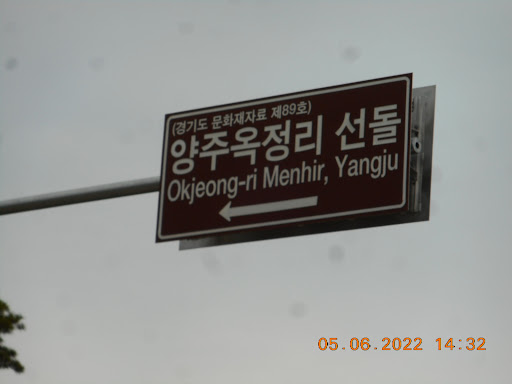 (경기도 문화재자료 제89호)
양주옥정리 선돌
Okjeong-ri Menhir, Yangju
05.06.2022 14:32